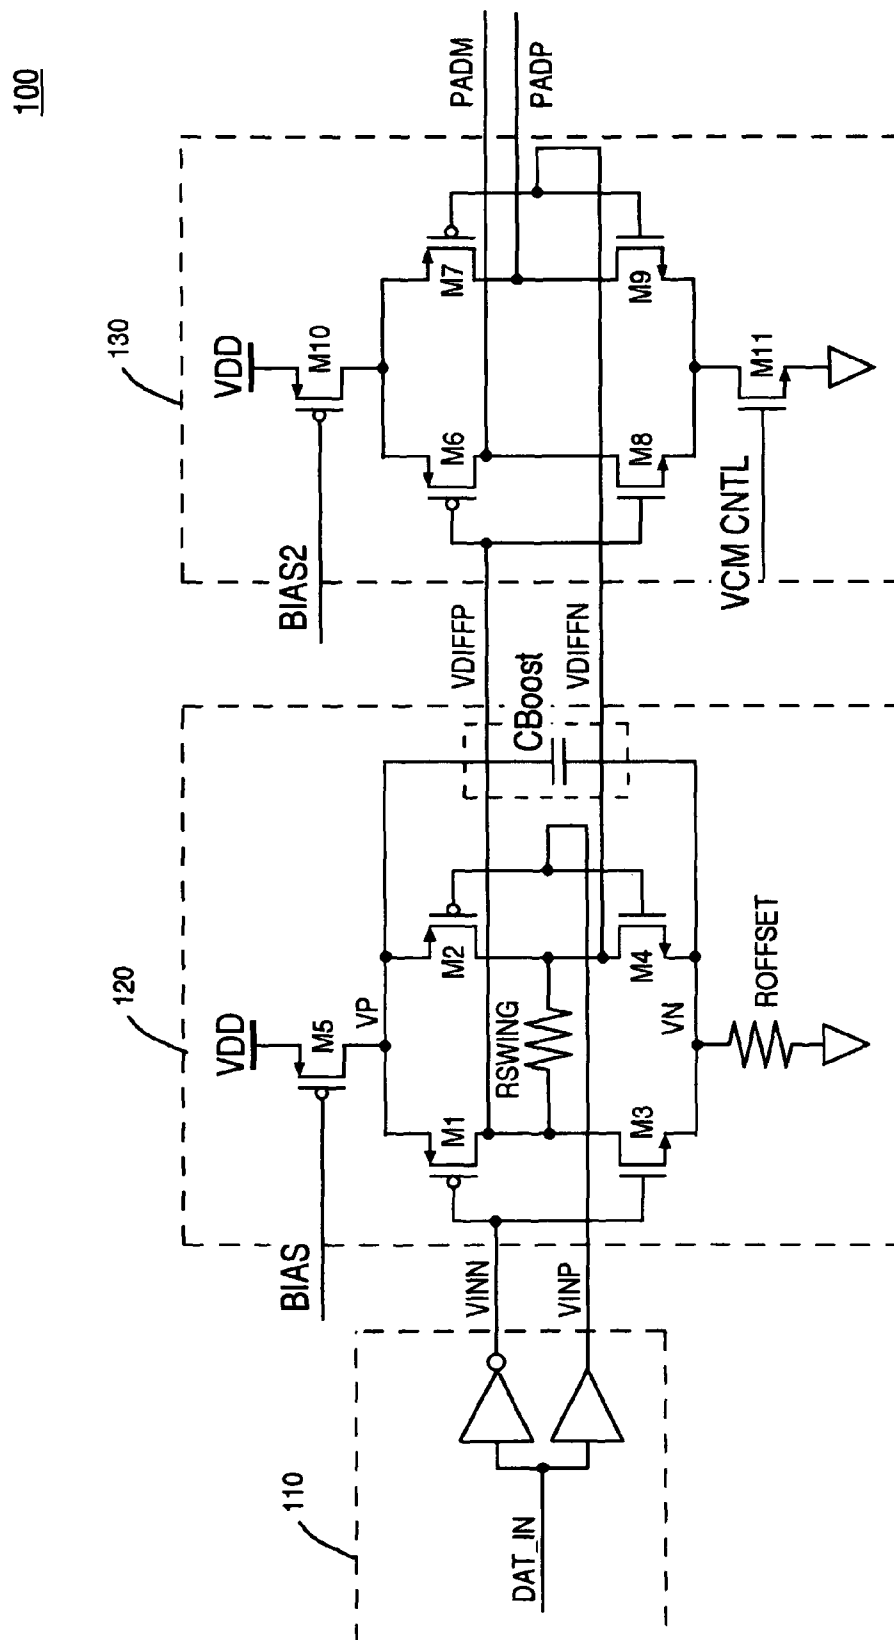 100
110
DAT_IN
VINN
VINP
120
BIAS
VDD
M5
VP
M1
M2
RSWING
M3
M4
VN
ROFFSET
CBoost
VDIFFP
VDIFFN
130
BIAS2
VDD
M10
M6
M7
M8
M9
VCM CNTL
M11
PADM
PADP